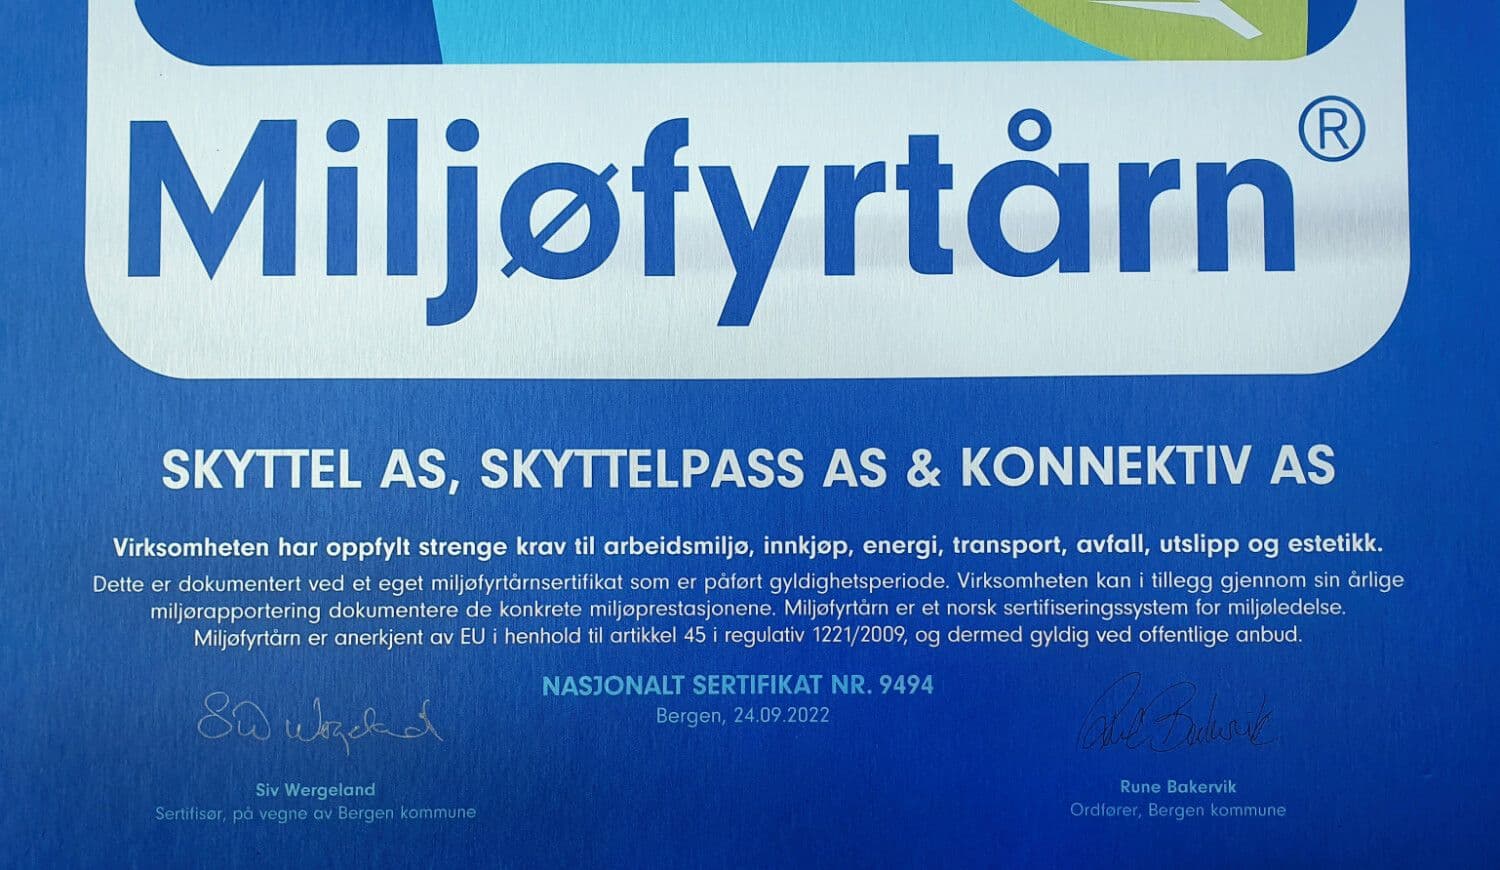 Miljøfyrtårn®
SKYTTEL AS, SKYTTELPASS AS & KONNEKTIV AS
Virksomheten har oppfylt strenge krav til arbeidsmiljø, innkjøp, energi, transport, avfall, utslipp og estetikk.
Dette er dokumentert ved et eget miljøfyrtårnsertifikat som er påført gyldighetsperiode. Virksomheten kan i tillegg gjennom sin årlige
miljørapportering dokumentere de konkrete miljøprestasjonene. Miljøfyrtårn er et norsk sertifiseringssystem for miljøledelse.
Miljøfyrtårn er anerkjent av EU i henhold til artikkel 45 i regulativ 1221/2009, og dermed gyldig ved offentlige anbud.
NASJONALT SERTIFIKAT NR. 9494
Bergen, 24.09.2022
Siv Wergeland
Siv Wergeland
Sertifisør, på vegne av Bergen kommune
Rune Bakervik
Rune Bakervik
Ordfører, Bergen kommune